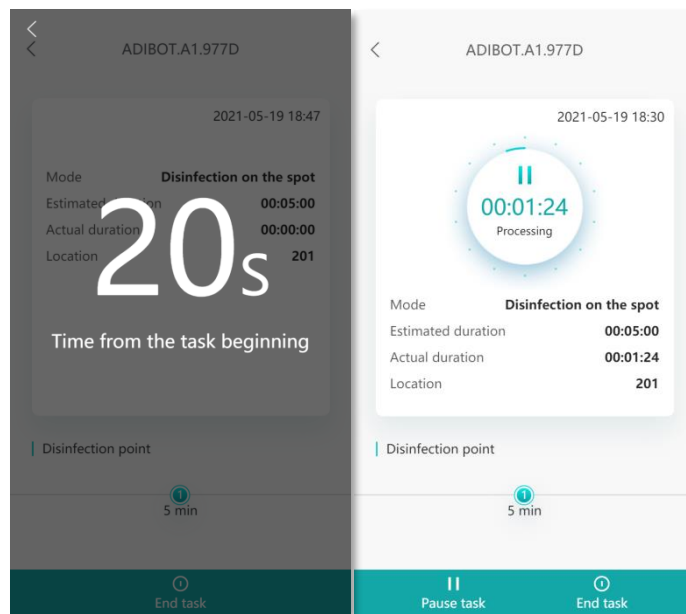 ADIBOT.A1.977D
2021-05-19 18:47
Mode Disinfection on the spot
Estimated duration 00:05:00
Actual duration 00:00:00
Location 201
20s
Time from the task beginning
Disinfection point
1
5 min
End task
ADIBOT.A1.977D
2021-05-19 18:30
00:01:24
Processing
Mode Disinfection on the spot
Estimated duration 00:05:00
Actual duration 00:01:24
Location 201
Disinfection point
1
5 min
Pause task End task